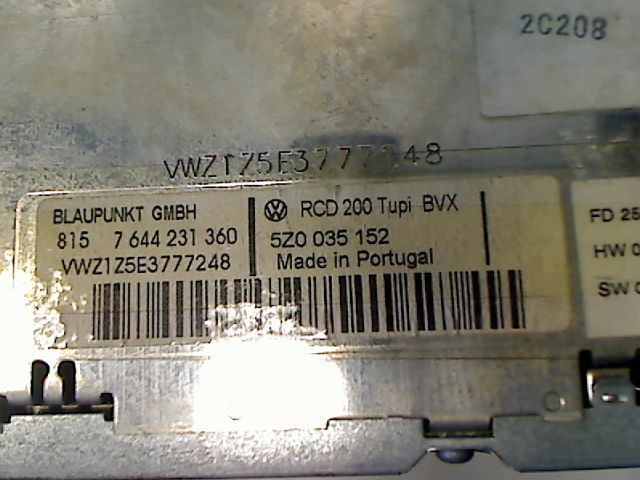 2C208
VWZ1Z5E3777248
BLAUPUNKT GMBH
815 7 644 231 360
VWZ1Z5E3777248
RCD 200 Tupi BVX
5Z0 035 152
Made in Portugal
FD 25
HW 0
SW 0